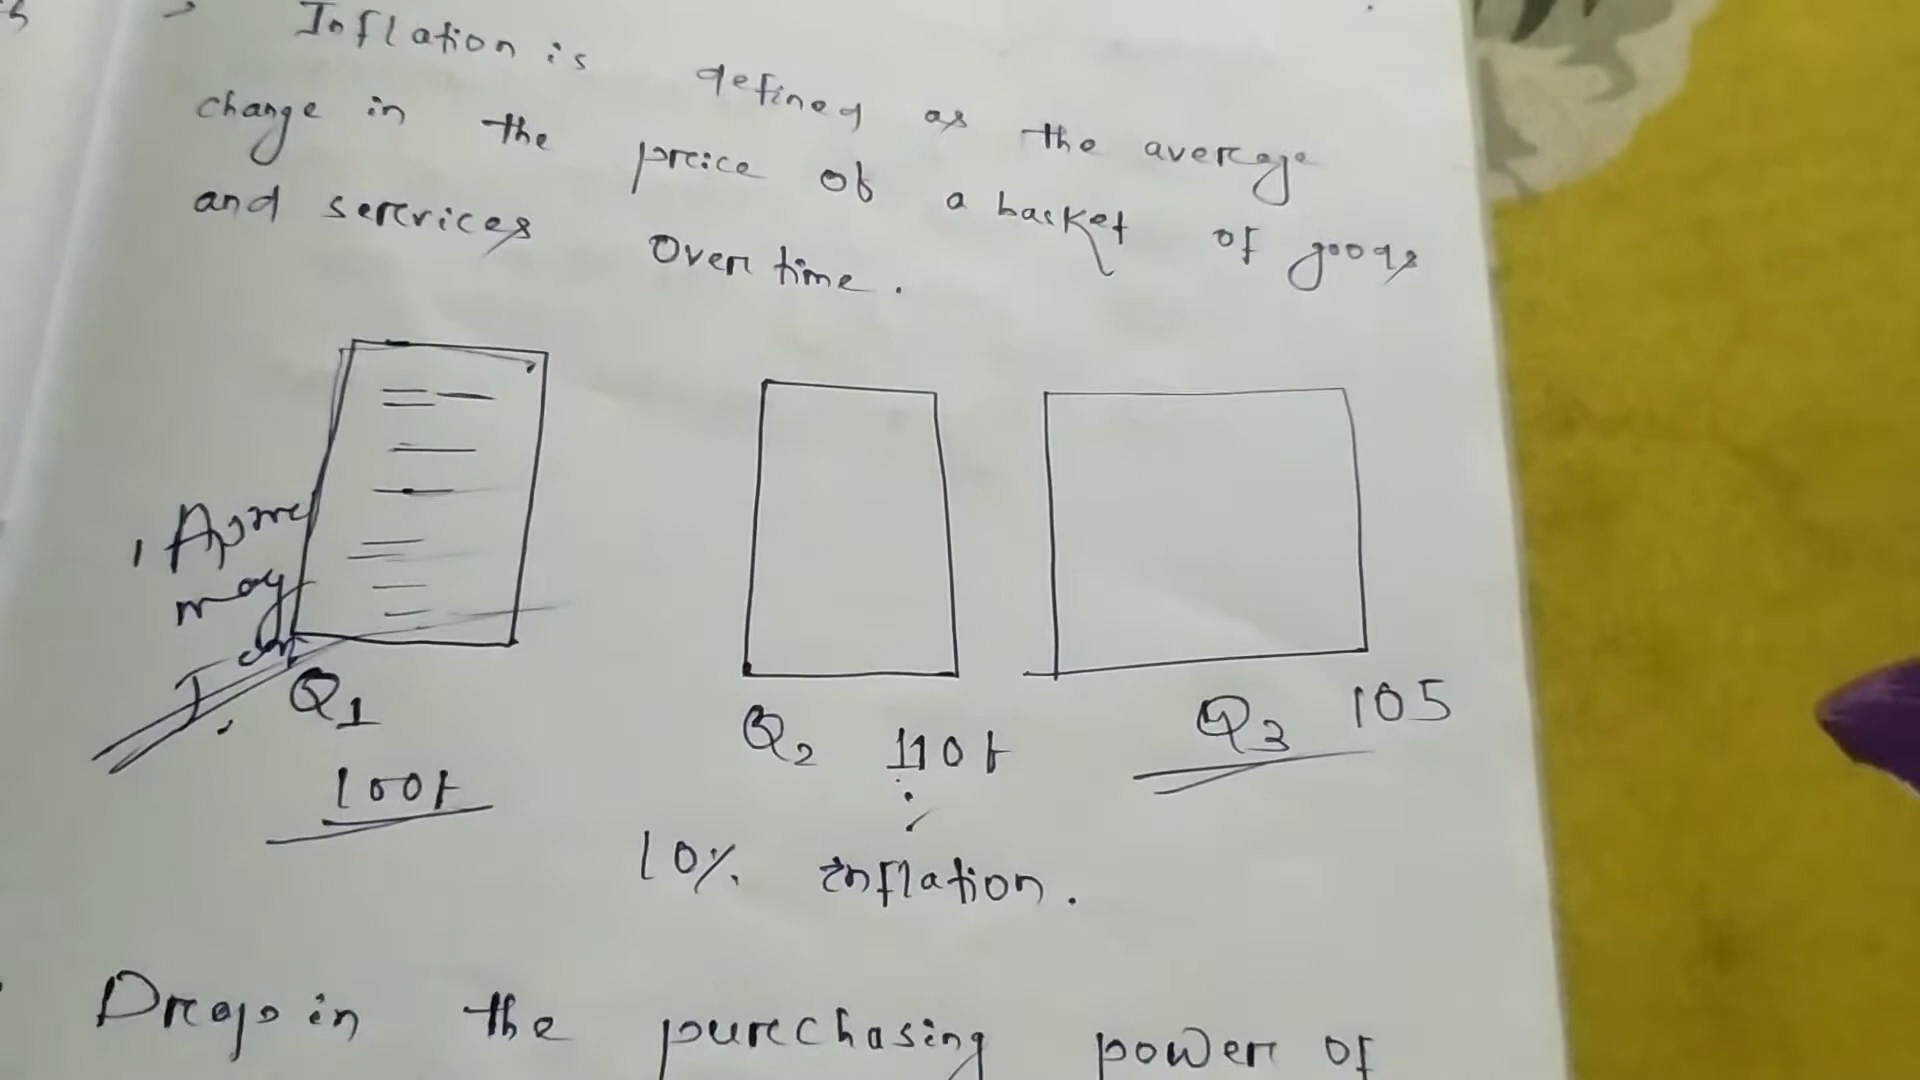 Inflation is defined as the average
change in the price of a basket of goods
and services over time.
may
Q1
100
Q2 110
Q3 105
10% inflation.
Drop in the purchasing power of